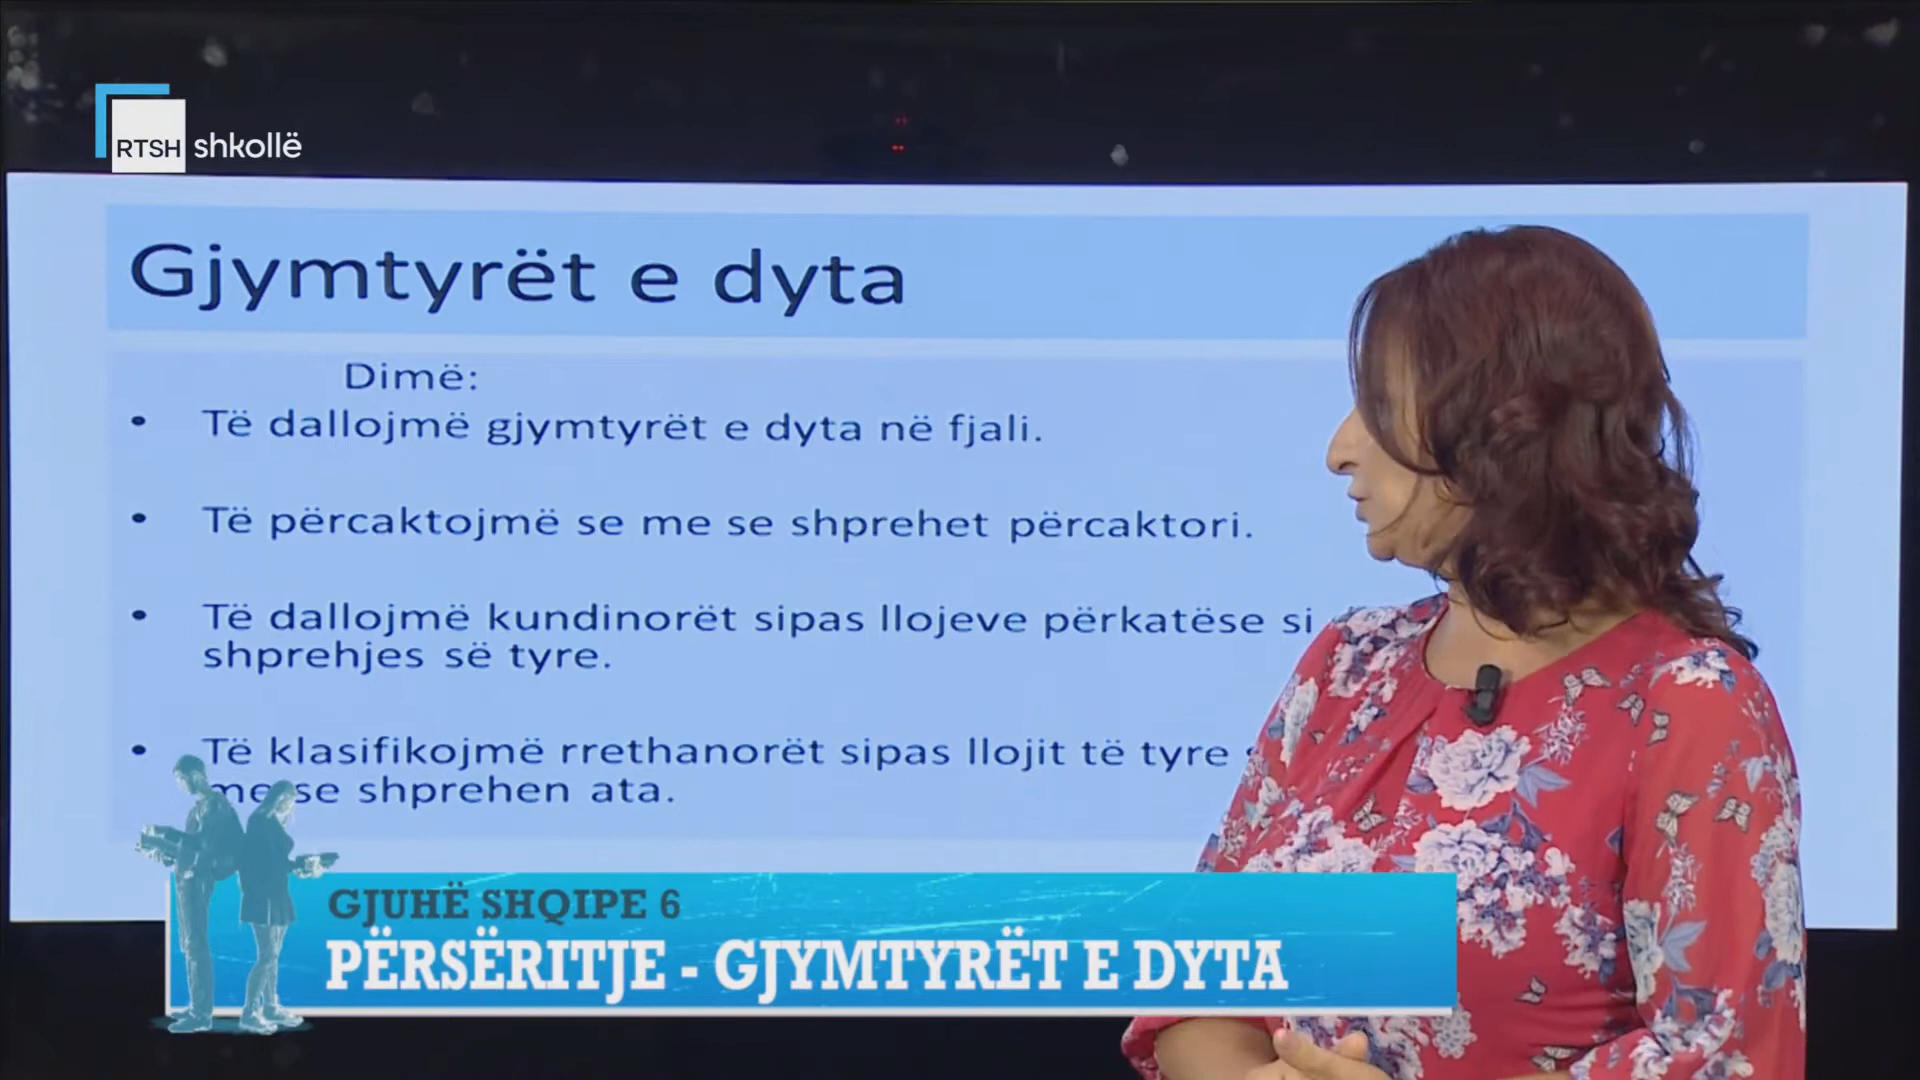 RTSH shkollë
Gjymtyrët e dyta
Dimë:
• Të dallojmë gjymtyrët e dyta në fjali.
• Të përcaktojmë se me se shprehet përcaktori.
• Të dallojmë kundinorët sipas llojeve përkatëse si
shprehjes së tyre.
• Të klasifikojmë rrethanorët sipas llojit të tyre
me se shprehen ata.
GJUHË SHQIPE 6
PËRSËRITJE - GJYMTYRËT E DYTA